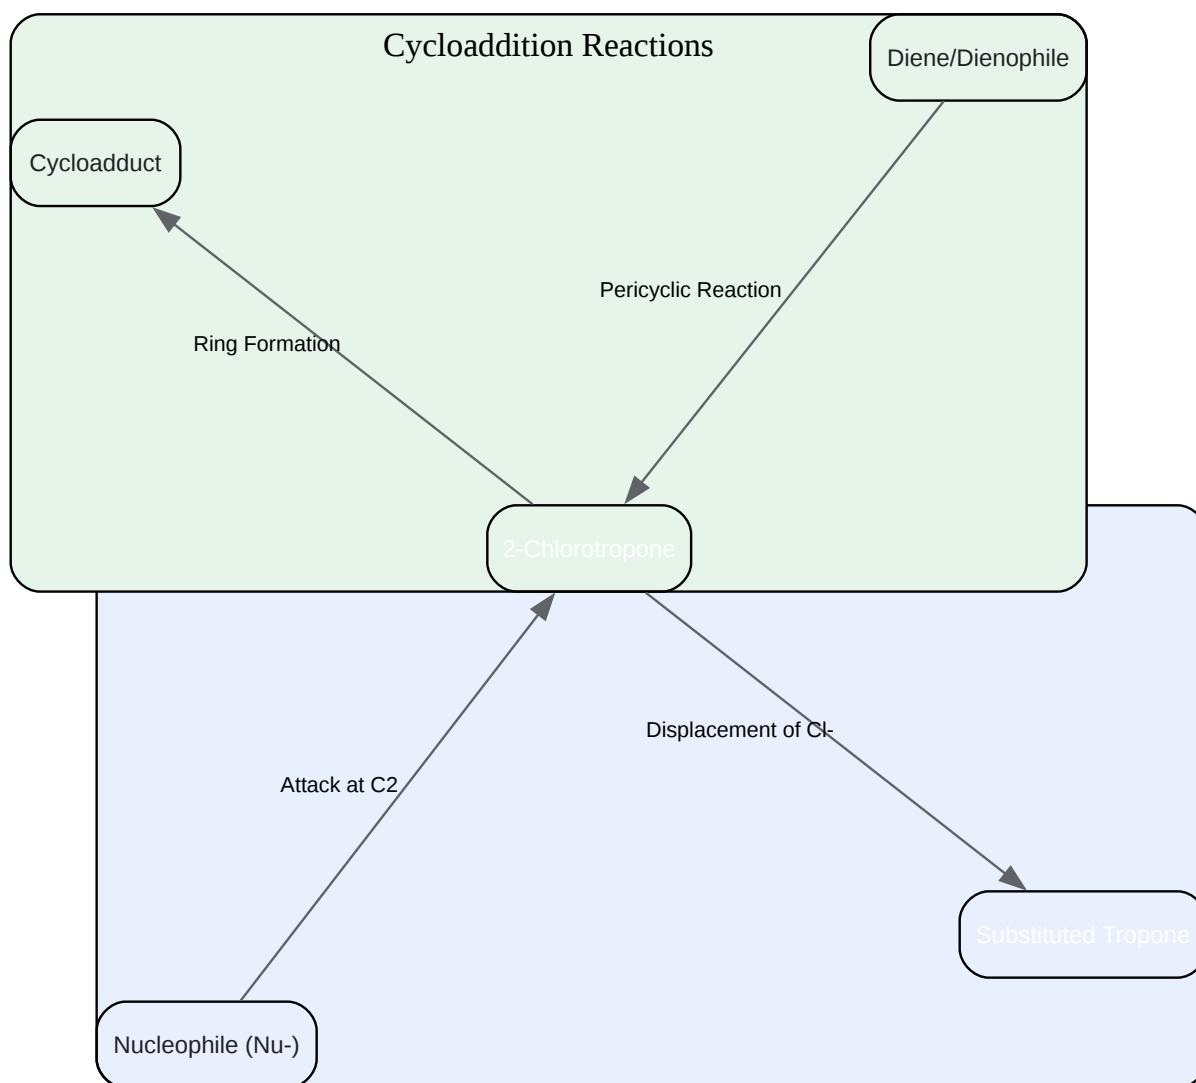 Cycloaddition Reactions
Diene/Dienophile
Cycloadduct
Pericyclic Reaction
Ring Formation
2-Chlorotropone
Displacement of Cl-
Attack at C2
Substituted Tropone
Nucleophile (Nu-)